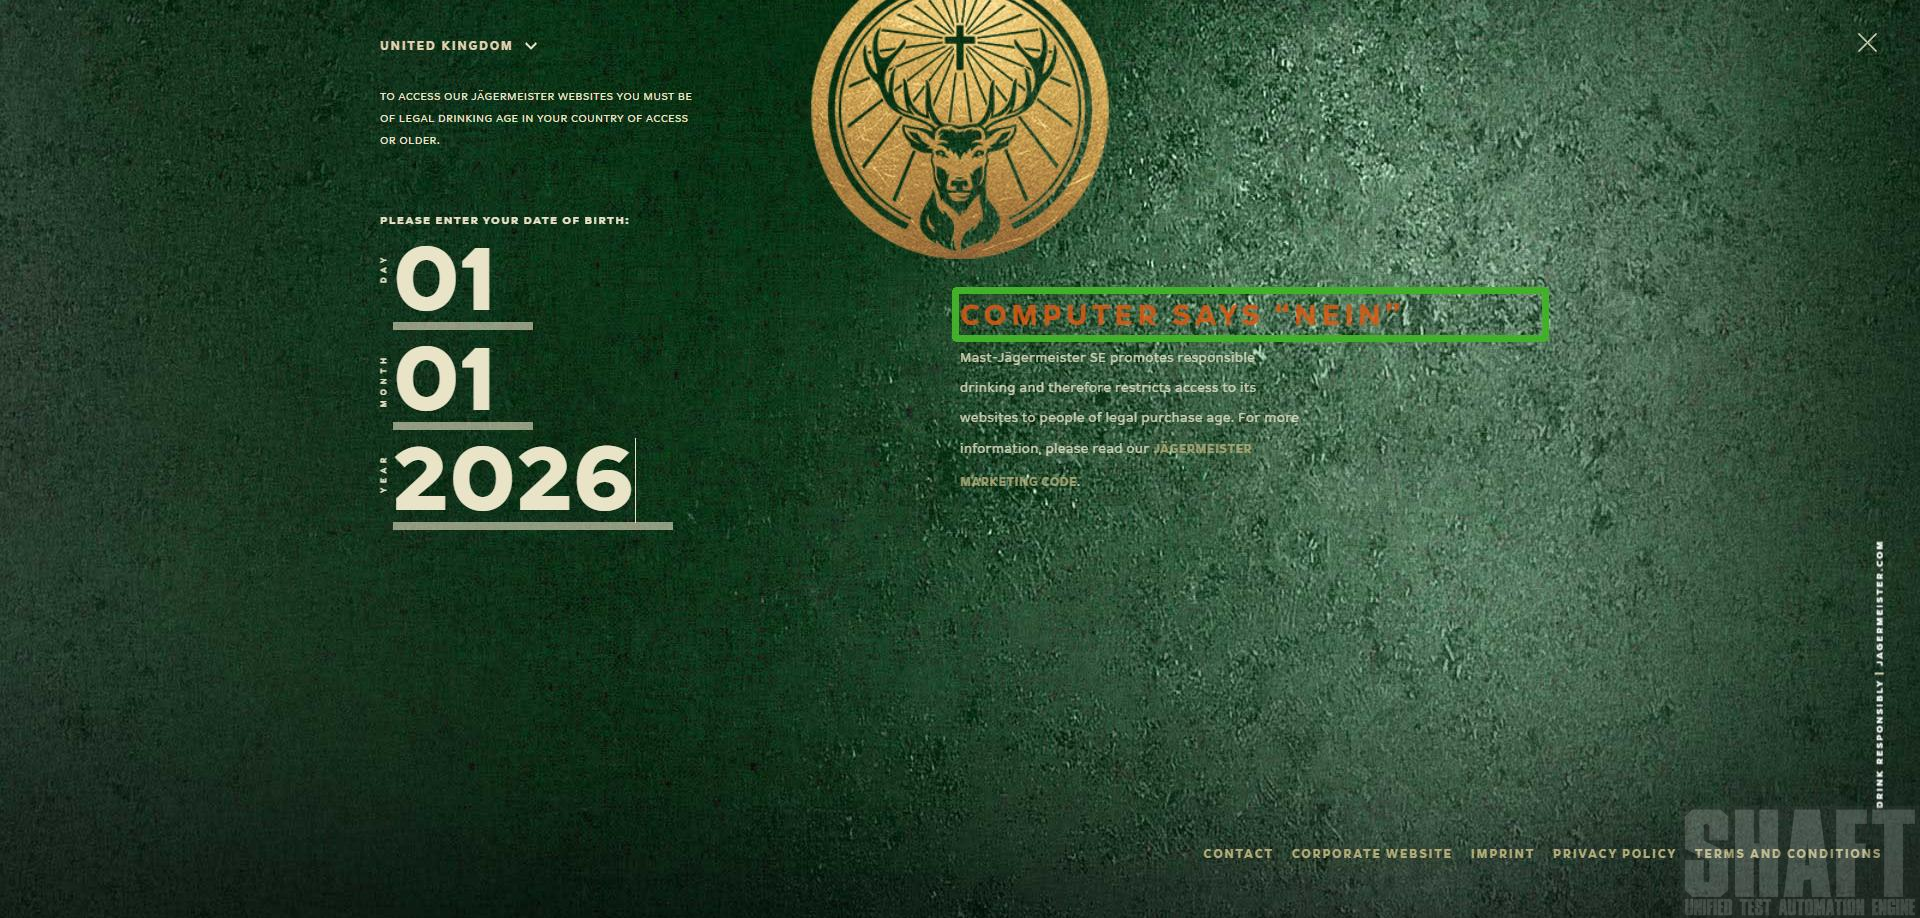 UNITED KINGDOM
TO ACCESS OUR JÄGERMEISTER WEBSITES YOU MUST BE
OF LEGAL DRINKING AGE IN YOUR COUNTRY OF ACCESS
OR OLDER.
PLEASE ENTER YOUR DATE OF BIRTH:
DAY
01
MONTH
01
YEAR
2026
COMPUTER SAYS “NEIN”
Mast-Jägermeister SE promotes responsible
drinking and therefore restricts access to its
websites to people of legal purchase age. For more
information, please read our JÄGERMEISTER
MARKETING CODE.
DRINK RESPONSIBLY | JAGERMEISTER.COM
CONTACT CORPORATE WEBSITE IMPRINT PRIVACY POLICY TERMS AND CONDITIONS
SHAFT
UNIFIED TEST AUTOMATION ENGINE